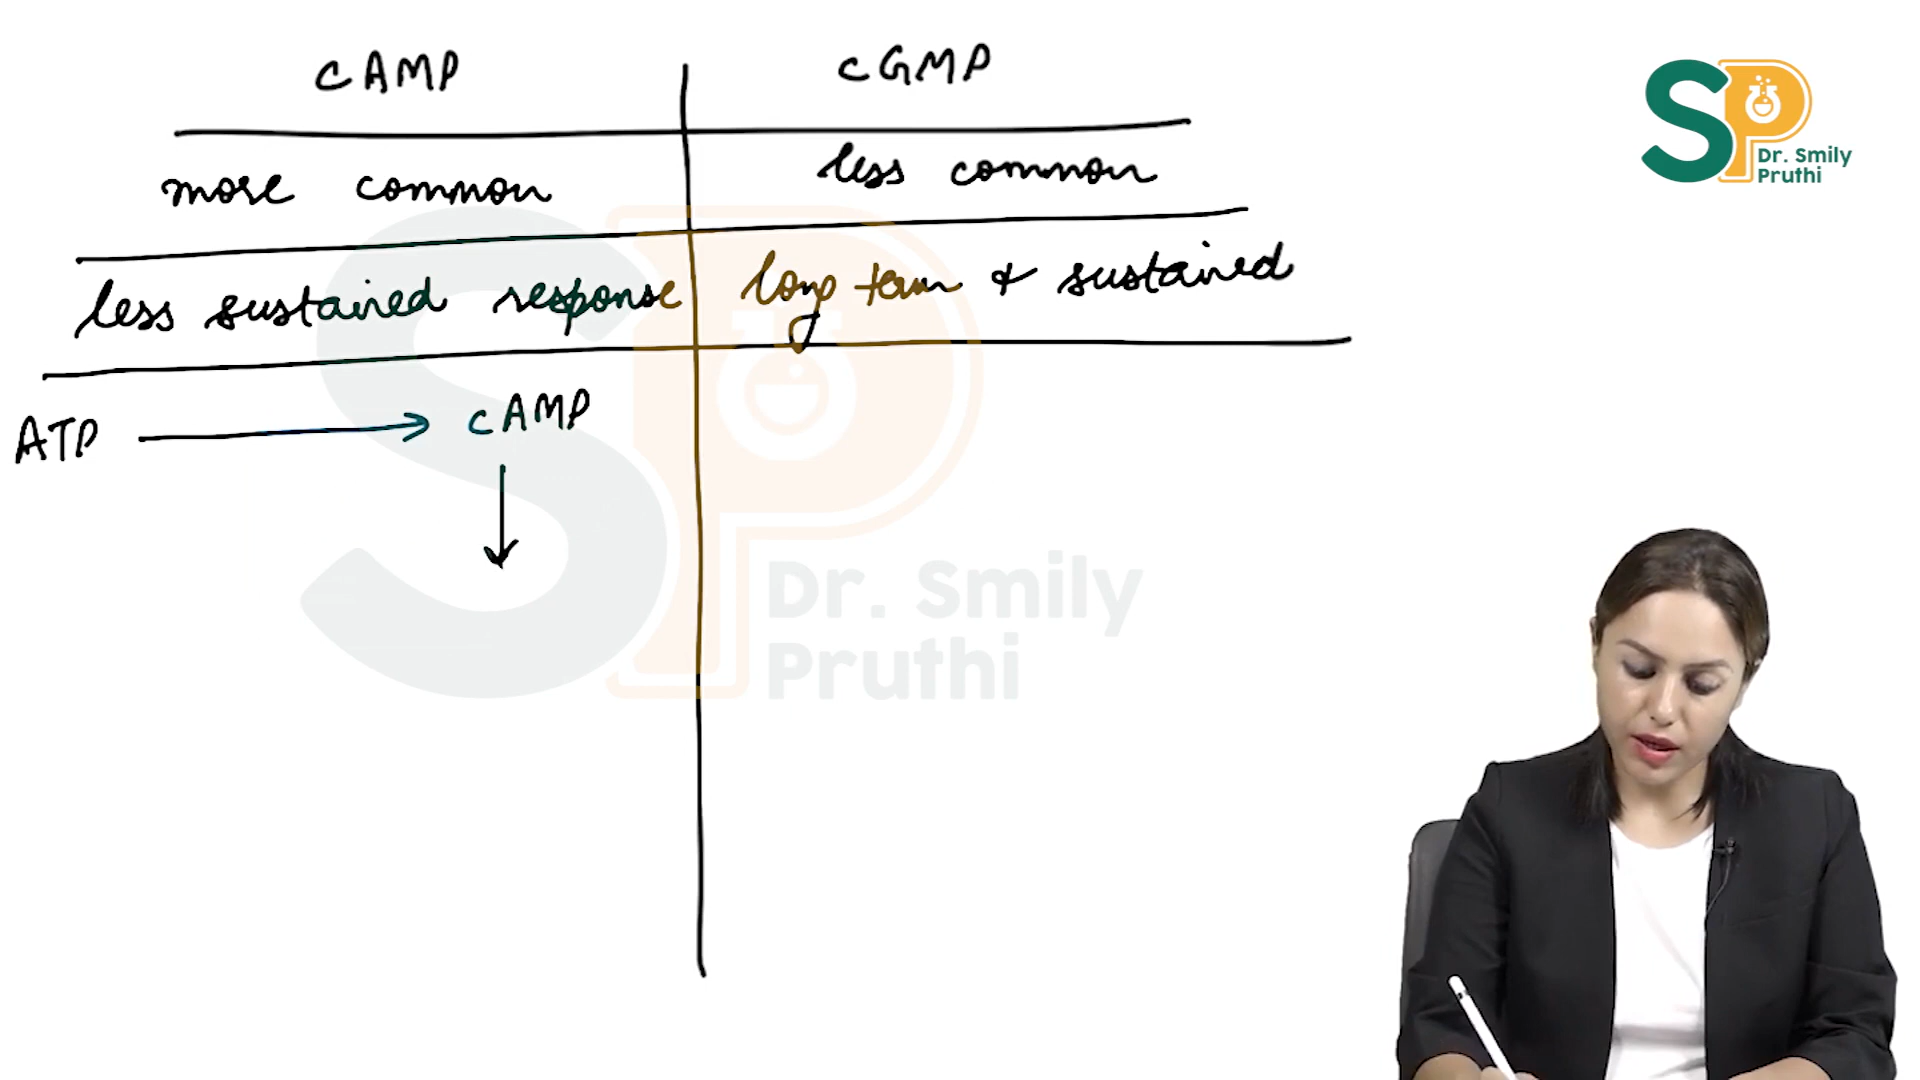 cAMP cGMP
more common less common
less sustained response long term & sustained
ATP → cAMP
↓
SP
Dr. Smily
Pruthi
Dr. Smily
Pruthi